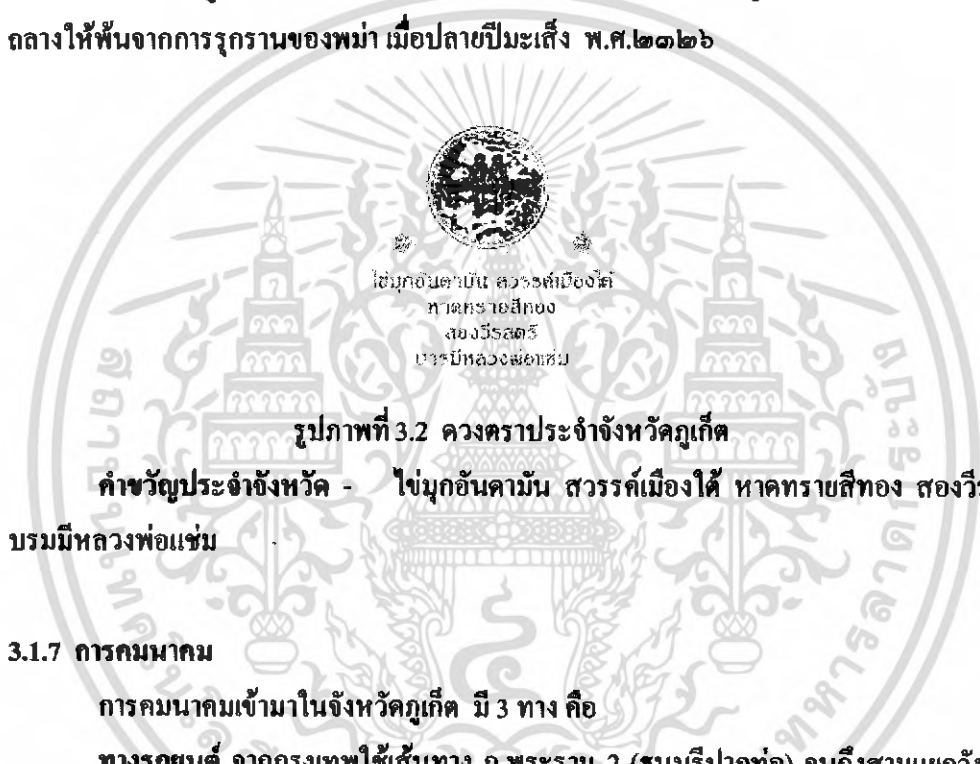 ถลางให้พ้นจากการรุกรานของพม่า เมื่อปลายปีมะเส็ง พ.ศ.๒๓๒๖
ไข่มุกอันดามัน สวรรค์เมืองใต้
หาดทรายสีทอง
สองวีรสตรี
บารมีหลวงพ่อแช่ม
รูปภาพที่ 3.2 ดวงตราประจำจังหวัดภูเก็ต
คำขวัญประจำจังหวัด - ไข่มุกอันดามัน สวรรค์เมืองใต้ หาดทรายสีทอง
บรมมีหลวงพ่อแช่ม
3.1.7 การคมนาคม
การคมนาคมเข้ามาในจังหวัดภูเก็ต มี 3 ทาง คือ
ทางรถยนต์ จากกรุงเทพใช้เส้นทาง ถ.พระราม 2 (ธนบุรีปากท่อ)